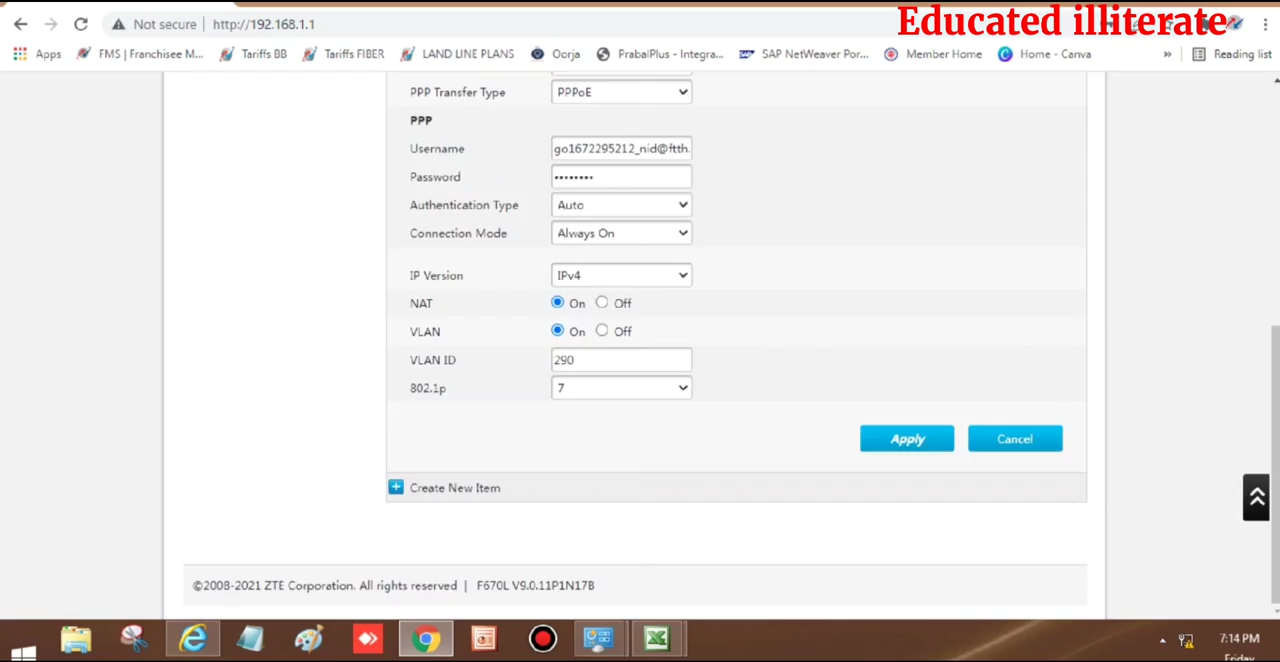 Educated illiterate
Not secure | http://192.168.1.1
Apps FMS | Franchisee M... Tariffs BB Tariffs FIBER LAND LINE PLANS Oorja PrabalPlus - Integra... SAP NetWeaver Por... Member Home Home - Canva » Reading list
PPP Transfer Type PPPoE
PPP
Username go1672295212_nid@ftth.
Password ••••••••
Authentication Type Auto
Connection Mode Always On
IP Version IPv4
NAT On Off
VLAN On Off
VLAN ID 290
802.1p 7
Apply Cancel
Create New Item
©2008-2021 ZTE Corporation. All rights reserved | F670L V9.0.11P1N17B
7:14 PM
Friday